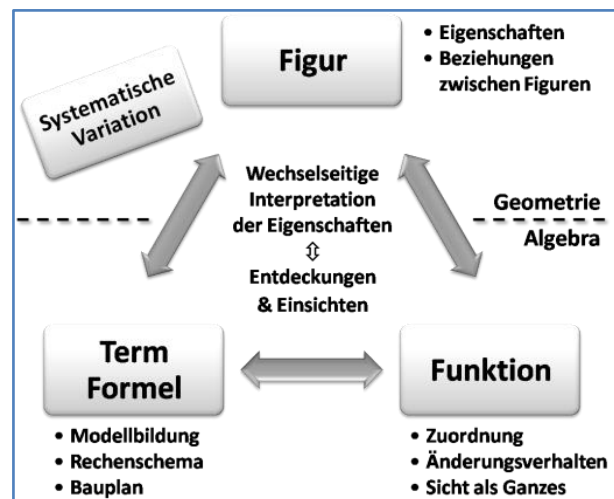 Figur
• Eigenschaften
• Beziehungen
zwischen Figuren
Systematische
Variation
Wechselseitige
Interpretation
der Eigenschaften
⇕
Entdeckungen
& Einsichten
Geometrie
Algebra
Term
Formel
• Modellbildung
• Rechenschema
• Bauplan
Funktion
• Zuordnung
• Änderungsverhalten
• Sicht als Ganzes